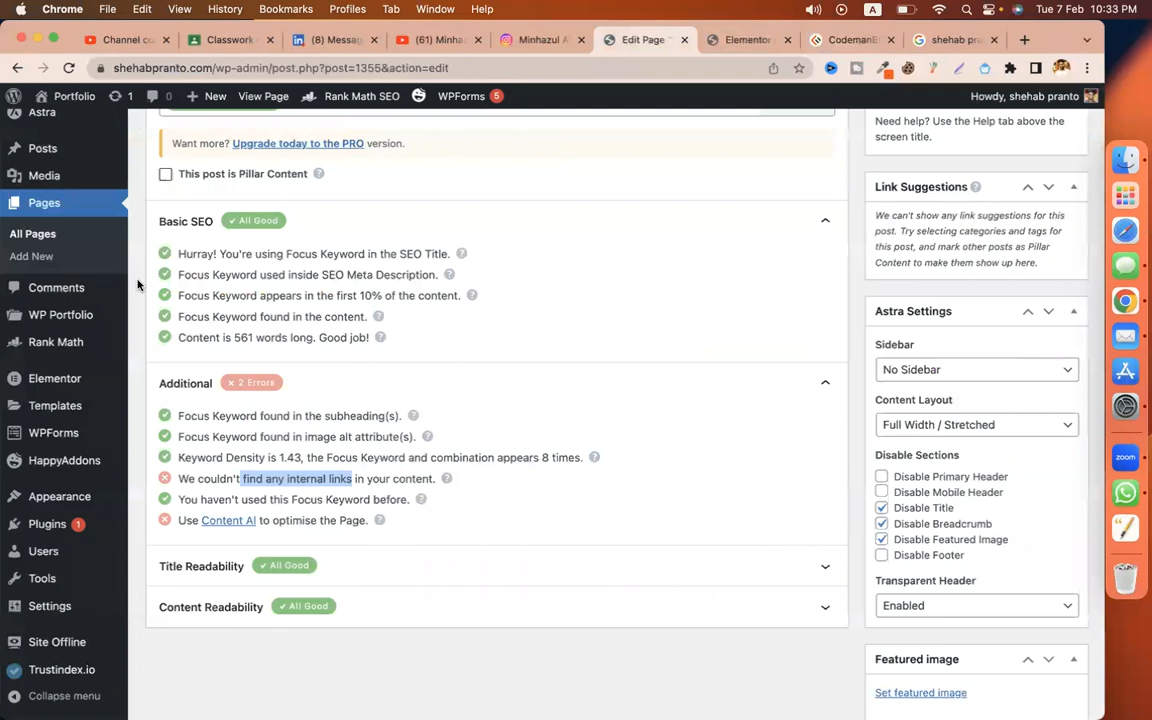 Chrome File Edit View History Bookmarks Profiles Tab Window Help A Tue 7 Feb 10:33 PM
Channel cu Classwork (8) Messag (61) Minha Minhazul A Edit Page Elementor CodemanB shehab pra
shehabpranto.com/wp-admin/post.php?post=1355&action=edit
Portfolio 1 New View Page Rank Math SEO WPForms 5 Howdy, shehab pranto
Astra
Posts
Media
Pages
All Pages
Add New
Comments
WP Portfolio
Rank Math
Elementor
Templates
WPForms
HappyAddons
Appearance
Plugins 1
Users
Tools
Settings
Site Offline
Trustindex.io
Collapse menu
Want more? Upgrade today to the PRO version.
This post is Pillar Content
Basic SEO All Good
Hurray! You're using Focus Keyword in the SEO Title.
Focus Keyword used inside SEO Meta Description.
Focus Keyword appears in the first 10% of the content.
Focus Keyword found in the content.
Content is 561 words long. Good job!
Additional × 2 Errors
Focus Keyword found in the subheading(s).
Focus Keyword found in image alt attribute(s).
Keyword Density is 1.43, the Focus Keyword and combination appears 8 times.
We couldn't find any internal links in your content.
You haven't used this Focus Keyword before.
Use Content AI to optimise the Page.
Title Readability All Good
Content Readability All Good
Need help? Use the Help tab above the
screen title.
Link Suggestions
We can't show any link suggestions for this
post. Try selecting categories and tags for
this post, and mark other posts as Pillar
Content to make them show up here.
Astra Settings
Sidebar
No Sidebar
Content Layout
Full Width / Stretched
Disable Sections
Disable Primary Header
Disable Mobile Header
Disable Title
Disable Breadcrumb
Disable Featured Image
Disable Footer
Transparent Header
Enabled
Featured image
Set featured image
zoom